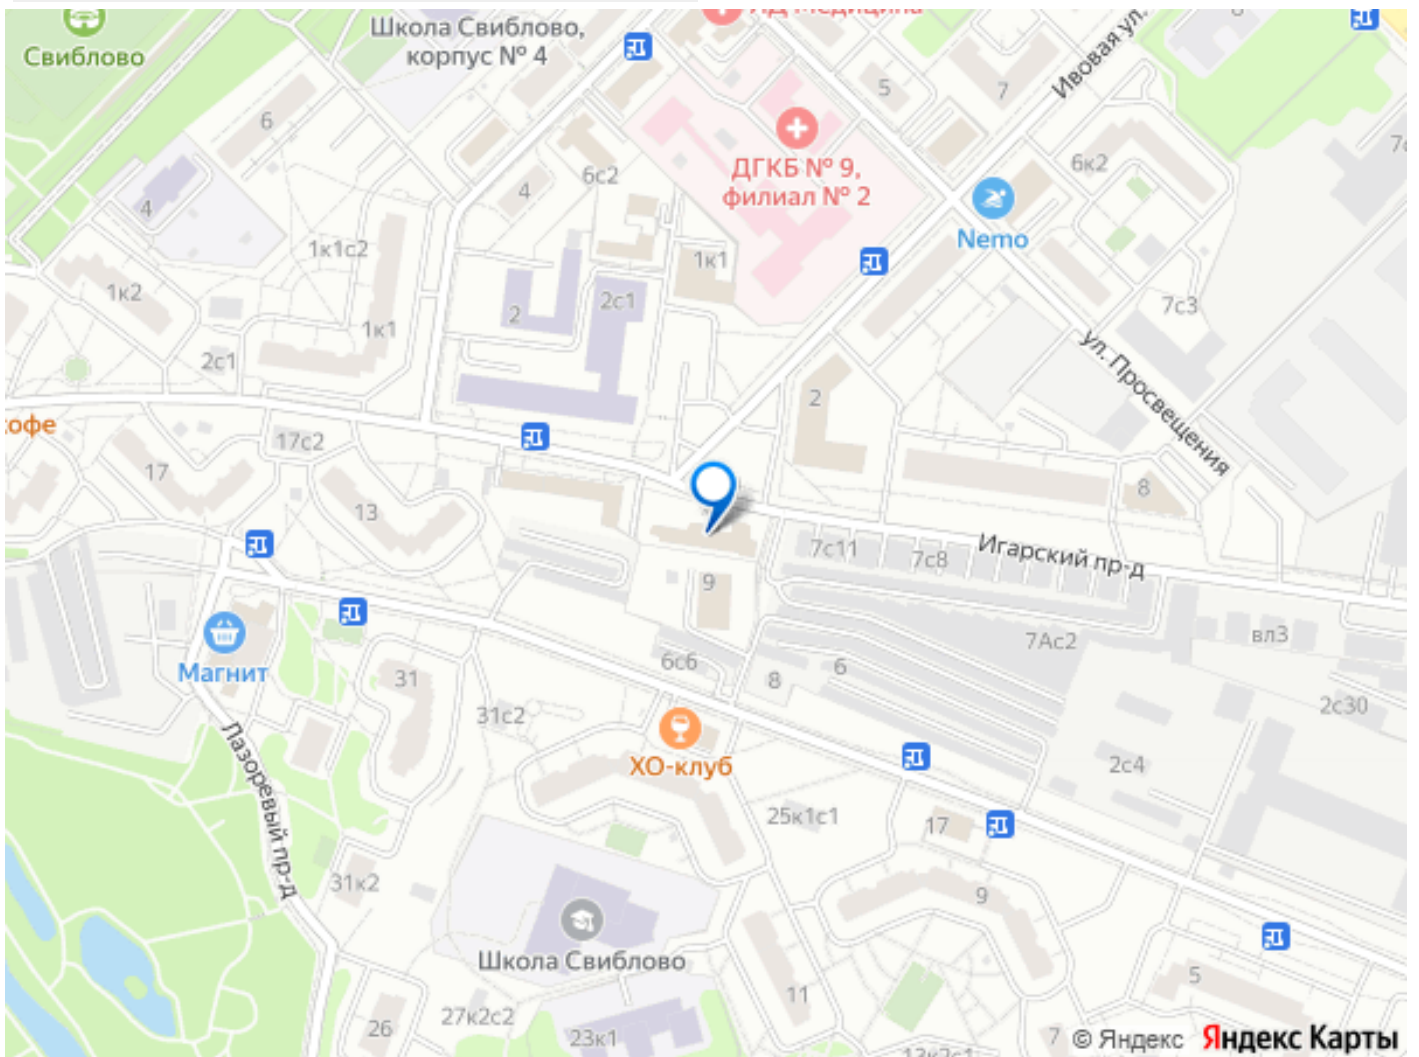 ЛД Медицина
Школа Свиблово,
корпус № 4
Свиблово
Ивовая ул.
5
7
6
ДГКБ № 9,
филиал № 2
6к2
6с2
4
4
Nemo
1к1с2
1к1
1к2
2с1
2
7с3
1к1
2с1
ул. Просвещения
2
офе
17с2
17
13
8
7с11
7с8
Игарский пр-д
9
7Ас2
вл3
Магнит
31
6с6
8
6
31с2
2с30
ХО-клуб
2с4
Лазоревый пр-д
25к1с1
17
31к2
9
Школа Свиблово
11
5
26
27к2с2
23к1
7
© Яндекс Яндекс Карты